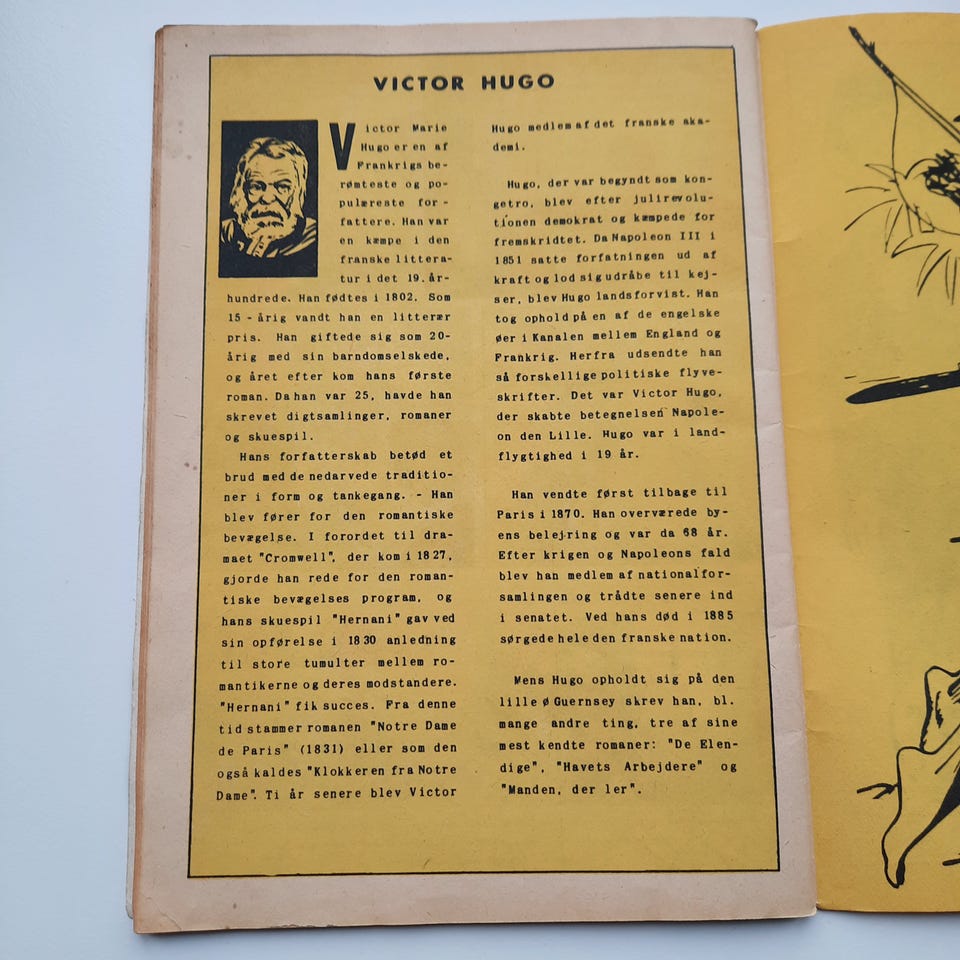 VICTOR HUGO
Victor Marie
Hugo er en af
Frankrigs be-
rømteste og po-
pulæreste for-
fattere. Han var
en kæmpe i den
franske littera-
tur i det 19. år-
hundrede. Han fødtes i 1802. Som
15 - årig vandt han en litterær
pris. Han giftede sig som 20-
årig med sin barndomselskede,
og året efter kom hans første
roman. Da han var 25, havde han
skrevet digtsamlinger, romaner
og skuespil.
Hans forfatterskab betød et
brud med de nedarvede traditio-
ner i form og tankegang. - Han
blev fører for den romantiske
bevægelse. I forordet til dra-
maet "Cromwell", der kom i 1827,
gjorde han rede for den roman-
tiske bevægelses program, og
hans skuespil "Hernani" gav ved
sin opførelse i 1830 anledning
til store tumulter mellem ro-
mantikerne og deres modstandere.
"Hernani" fik succes. Fra denne
tid stammer romanen "Notre Dame
de Paris" (1831) eller som den
også kaldes "Klokkeren fra Notre
Dame". Ti år senere blev Victor
Hugo medlem af det franske aka-
demi.
Hugo, der var begyndt som kon-
getro, blev efter julirevolu-
tionen demokrat og kæmpede for
fremskridtet. Da Napoleon III i
1851 satte forfatningen ud af
kraft og lod sig udråbe til kej-
ser, blev Hugo landsforvist. Han
tog ophold på en af de engelske
øer i Kanalen mellem England og
Frankrig. Herfra udsendte han
så forskellige politiske flyve-
skrifter. Det var Victor Hugo,
der skabte betegnelsen Napole-
on den Lille. Hugo var i land-
flygtighed i 19 år.
Han vendte først tilbage til
Paris i 1870. Han overværede by-
ens belejring og var da 68 år.
Efter krigen og Napoleons fald
blev han medlem af nationalfor-
samlingen og trådte senere ind
i senatet. Ved hans død i 1885
sørgede hele den franske nation.
Mens Hugo opholdt sig på den
lille ø Guernsey skrev han, bl.
mange andre ting, tre af sine
mest kendte romaner: "De Elen-
dige", "Havets Arbejdere" og
"Manden, der ler".